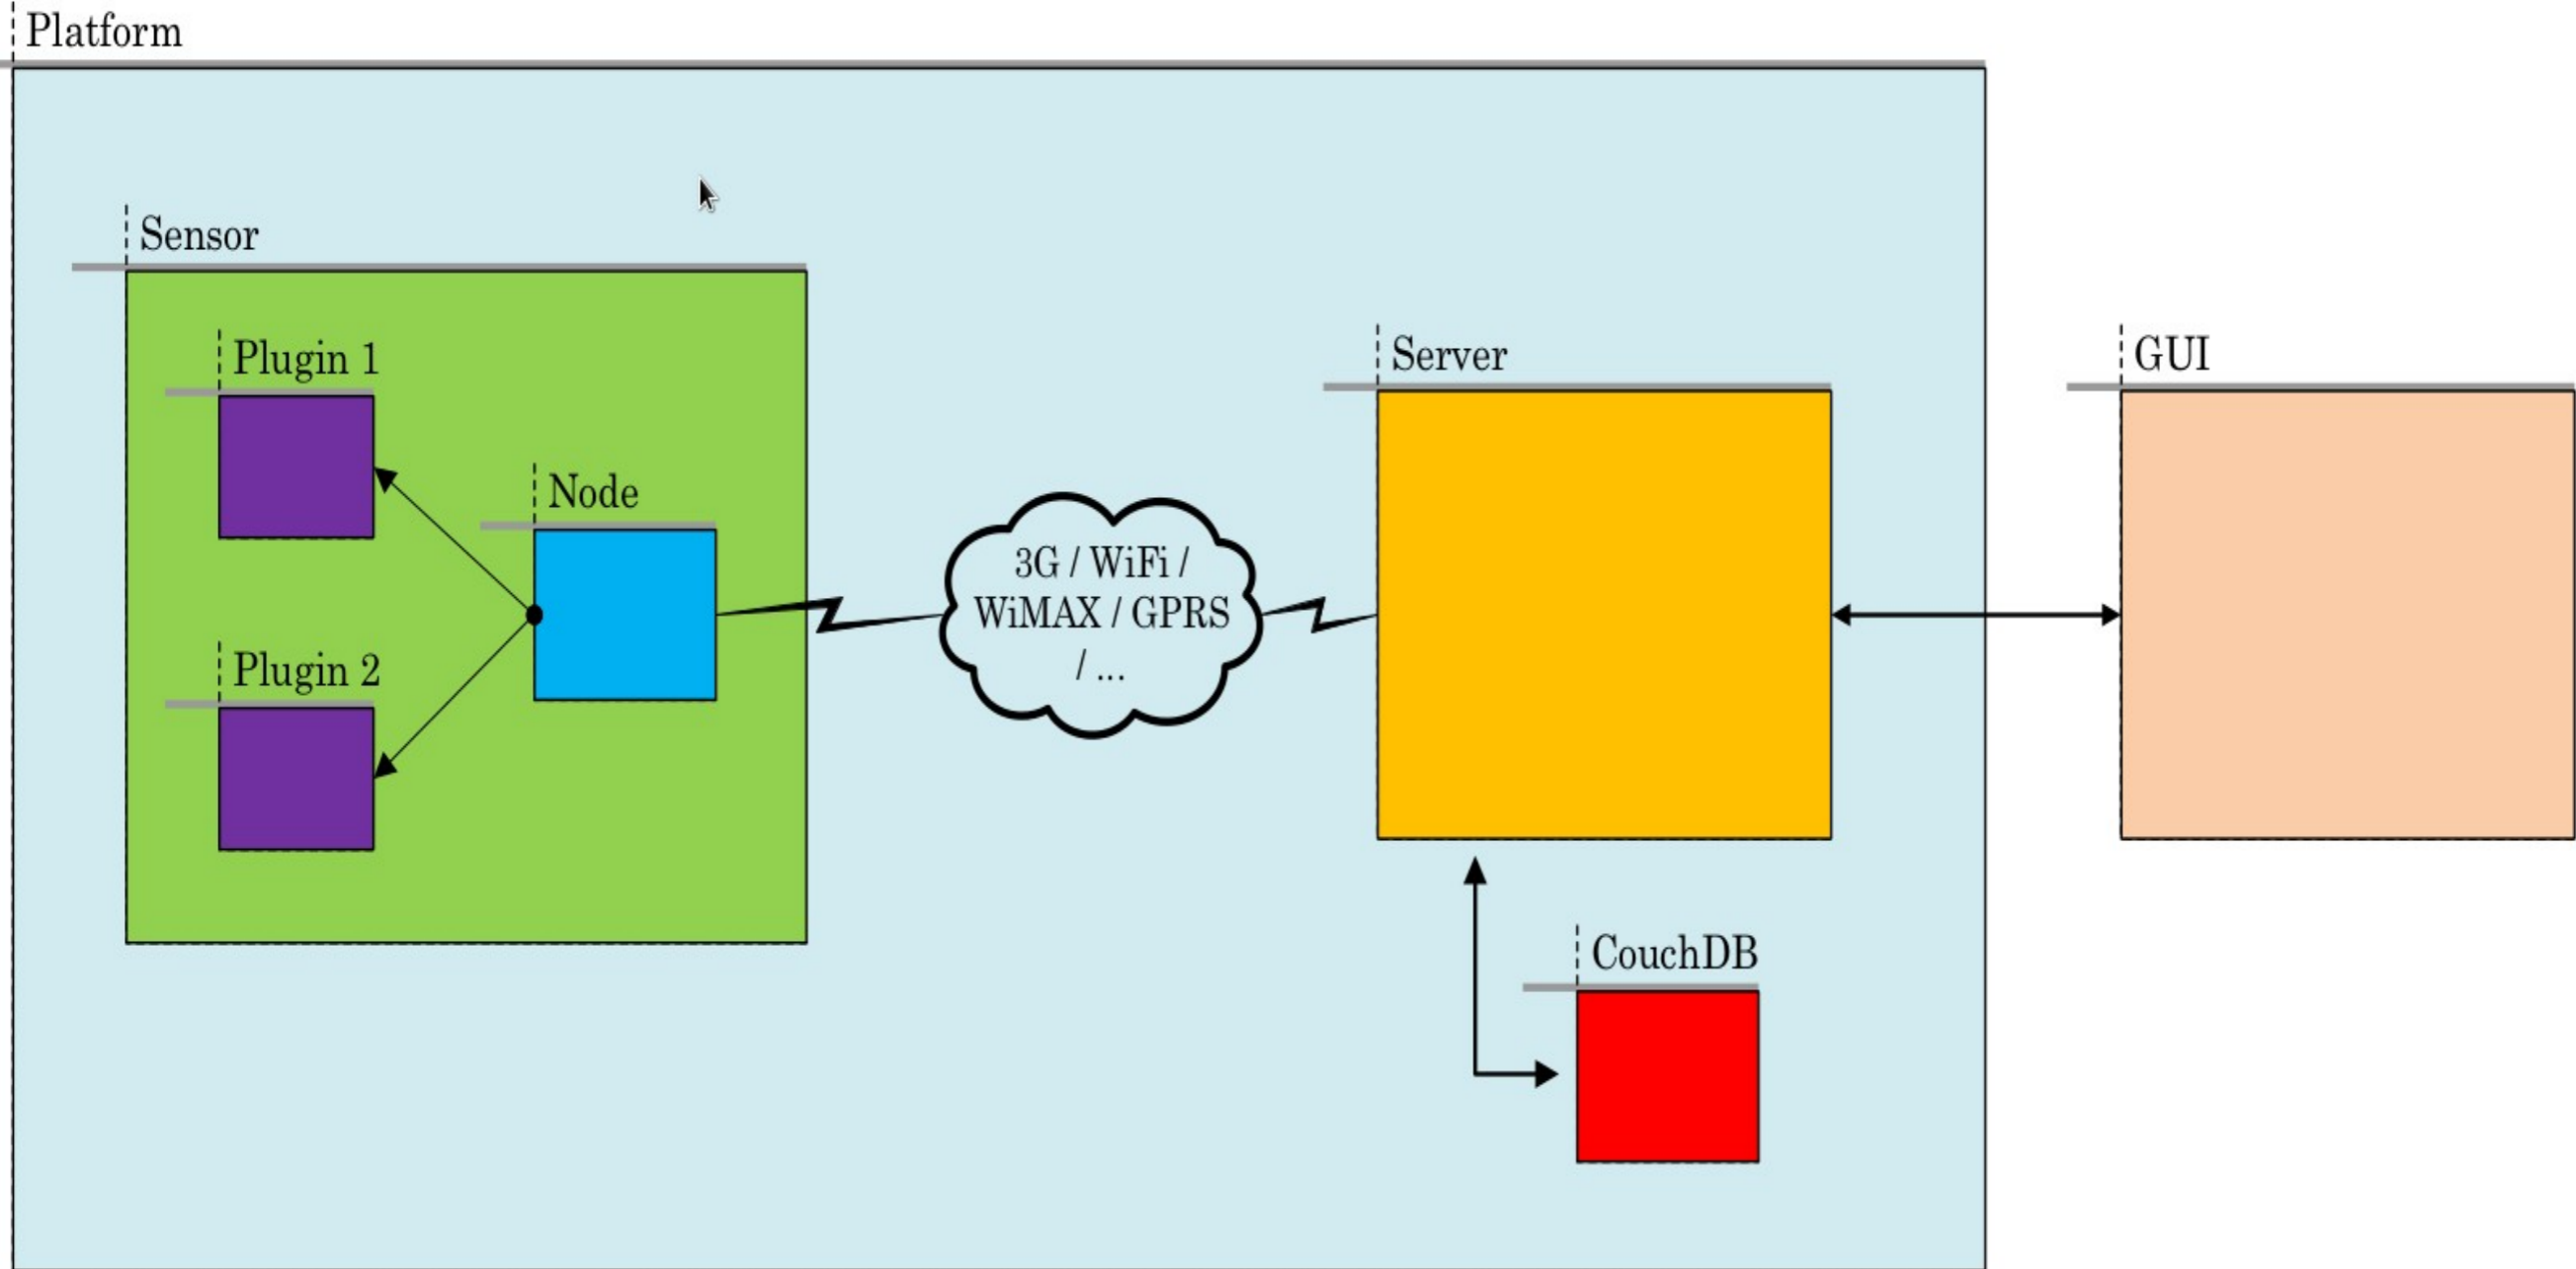 Platform
Sensor
Plugin 1
Node
Plugin 2
3G / WiFi /
WiMAX / GPRS
/ ...
Server
GUI
CouchDB